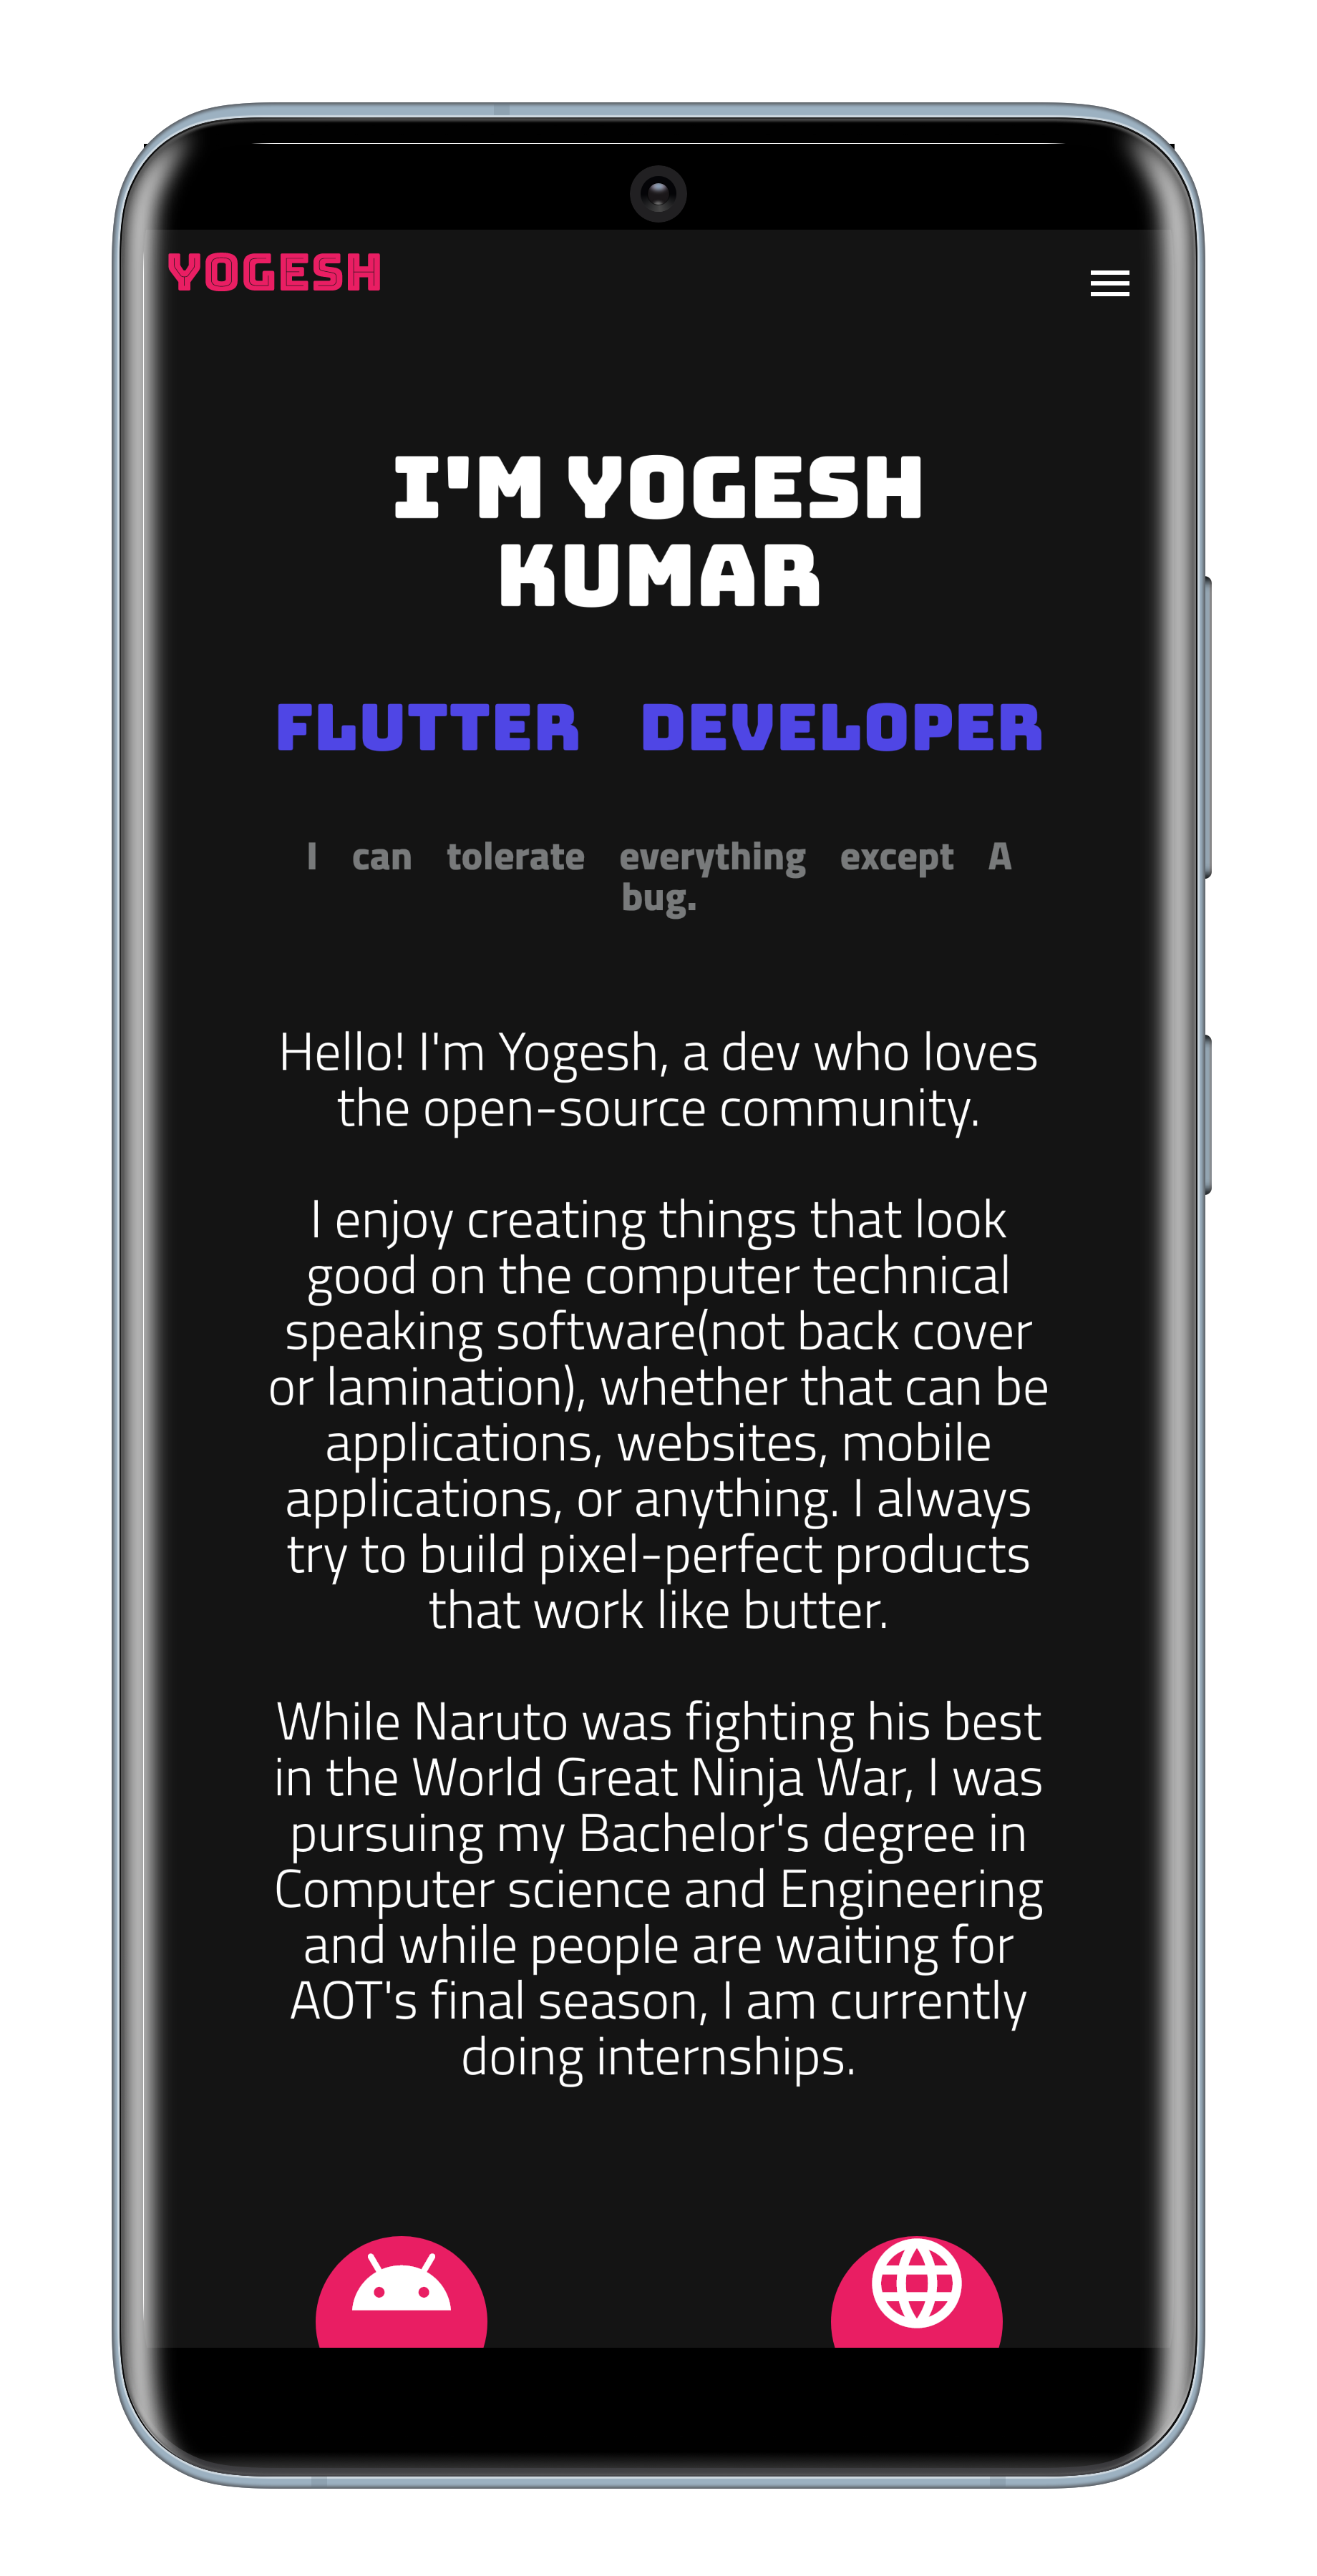 YOGESH
I'M YOGESH
KUMAR
FLUTTER DEVELOPER
I can tolerate everything except A
bug.
Hello! I'm Yogesh, a dev who loves
the open-source community.
I enjoy creating things that look
good on the computer technical
speaking software(not back cover
or lamination), whether that can be
applications, websites, mobile
applications, or anything. I always
try to build pixel-perfect products
that work like butter.
While Naruto was fighting his best
in the World Great Ninja War, I was
pursuing my Bachelor's degree in
Computer science and Engineering
and while people are waiting for
AOT's final season, I am currently
doing internships.